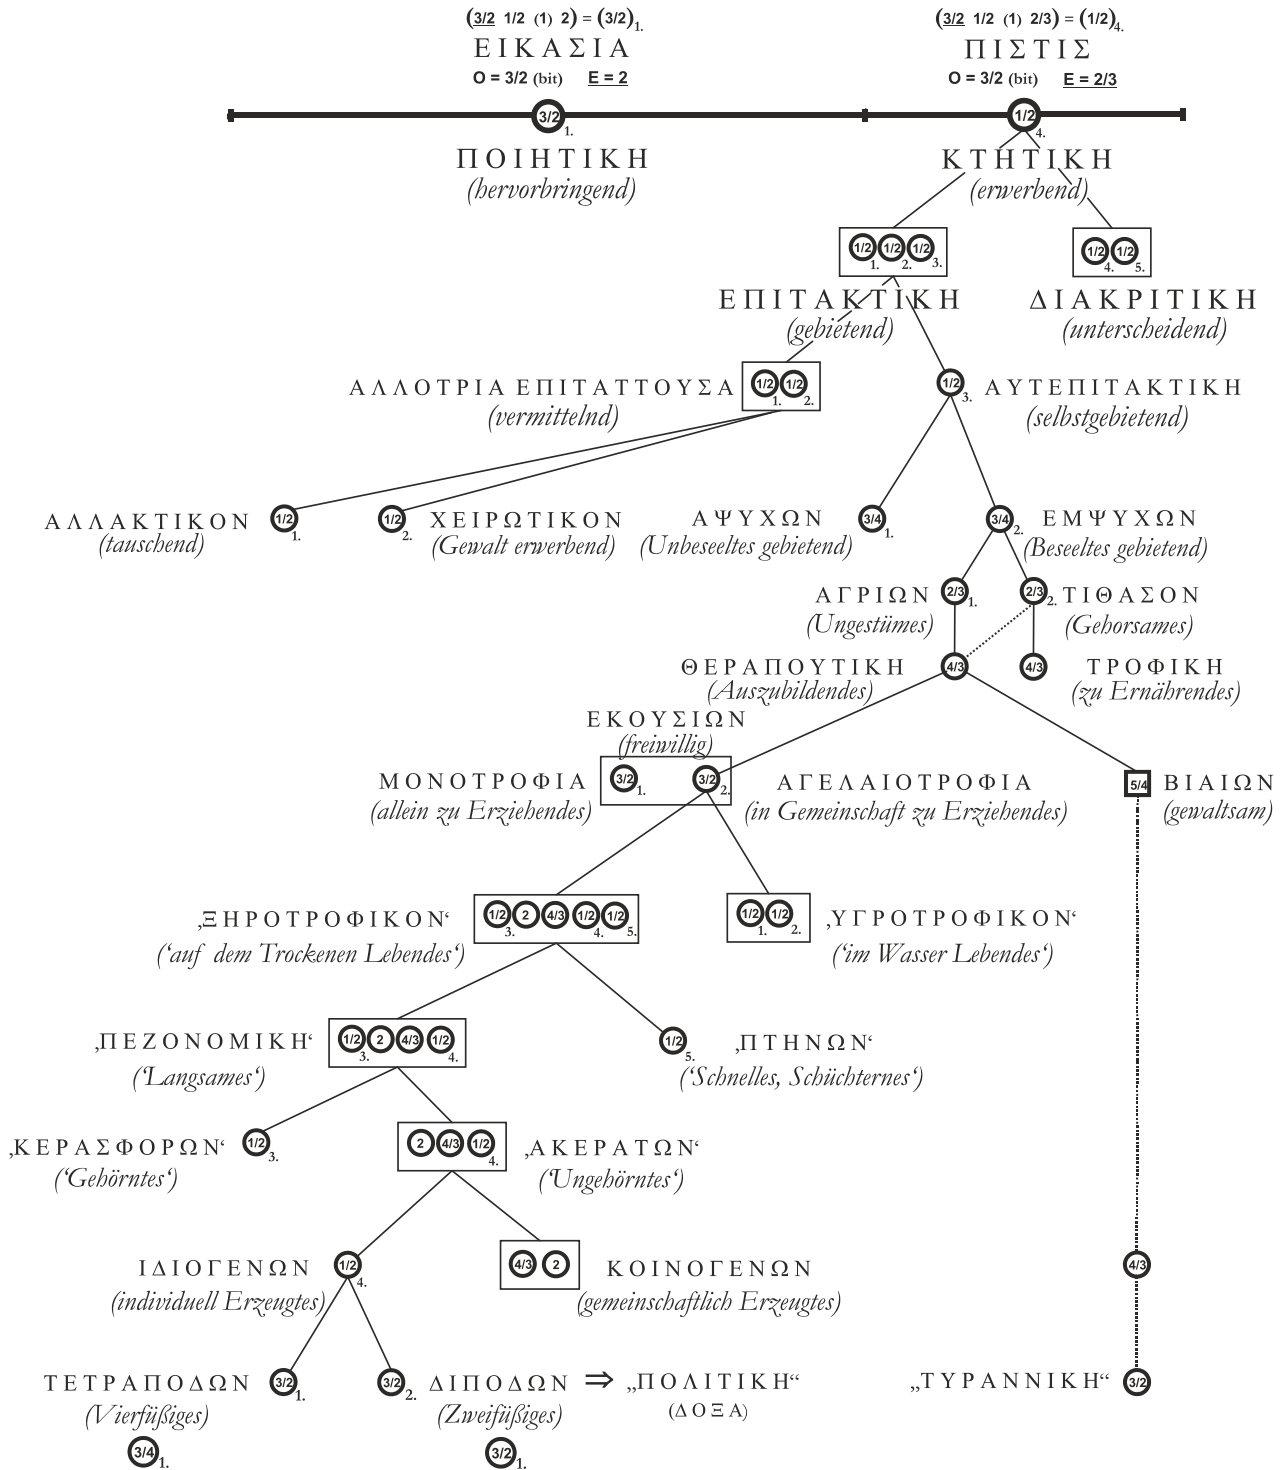 (3/2 1/2 (1) 2) = (3/2)1. (3/2 1/2 (1) 2/3) = (1/2)4.
ΕΙΚΑΣΙΑ ΠΙΣΤΙΣ
O = 3/2 (bit) E = 2 O = 3/2 (bit) E = 2/3
3/2 1. 1/2 4.
ΠΟΙΗΤΙΚΗ ΚΤΗΤΙΚΗ
(hervorbringend) (erwerbend)
1/2 1. 1/2 2. 1/2 3. 1/2 4. 1/2 5.
ΕΠΙΤΑΚΤΙΚΗ ΔΙΑΚΡΙΤΙΚΗ
(gebietend) (unterscheidend)
ΑΛΛΟΤΡΙΑ ΕΠΙΤΑΤΤΟΥΣΑ 1/2 1. 1/2 2. 1/2 3. ΑΥΤΕΠΙΤΑΚΤΙΚΗ
(vermittelnd) (selbstgebietend)
ΑΛΛΑΚΤΙΚΟΝ 1/2 1. 1/2 2. ΧΕΙΡΩΤΙΚΟΝ ΑΨΥΧΩΝ 3/4 1. 3/4 2. ΕΜΨΥΧΩΝ
(tauschend) (Gewalt erwerbend) (Unbeseeltes gebietend) (Beseeltes gebietend)
ΑΓΡΙΩΝ 2/3 1. 2/3 2. ΤΙΘΑΣΟΝ
(Ungestümes) (Gehorsames)
ΘΕΡΑΠΟΥΤΙΚΗ 4/3 4/3 ΤΡΟΦΙΚΗ
(Auszubildendes) (zu Ernährendes)
ΕΚΟΥΣΙΩΝ
(freiwillig)
ΜΟΝΟΤΡΟΦΙΑ 3/2 1. 3/2 2. ΑΓΕΛΑΙΟΤΡΟΦΙΑ 5/4 ΒΙΑΙΩΝ
(allein zu Erziehendes) (in Gemeinschaft zu Erziehendes) (gewaltsam)
‚ΞΗΡΟΤΡΟΦΙΚΟΝ‘ 1/2 3. 2 4/3 1/2 4. 1/2 5. 1/2 1. 1/2 2. ‚ΥΓΡΟΤΡΟΦΙΚΟΝ‘
(‘auf dem Trockenen Lebendes‘) (‘im Wasser Lebendes‘)
‚ΠΕΖΟΝΟΜΙΚΗ‘ 1/2 3. 2 4/3 1/2 4. 1/2 5. ‚ΠΤΗΝΩΝ‘
(‘Langsames‘) (‘Schnelles, Schüchternes‘)
‚ΚΕΡΑΣΦΟΡΩΝ‘ 1/2 3. 2 4/3 1/2 4. ‚ΑΚΕΡΑΤΩΝ‘
(‘Gehörntes‘) (‘Ungehörntes‘)
ΙΔΙΟΓΕΝΩΝ 1/2 4. 4/3 2 ΚΟΙΝΟΓΕΝΩΝ 4/3
(individuell Erzeugtes) (gemeinschaftlich Erzeugtes)
ΤΕΤΡΑΠΟΔΩΝ 3/2 1. 3/2 2. ΔΙΠΟΔΩΝ ⇒ „ΠΟΛΙΤΙΚΗ“ „ΤΥΡΑΝΝΙΚΗ“ 3/2
(Vierfüßiges) (Zweifüßiges) (ΔΟΞΑ)
3/4 1. 3/2 1.